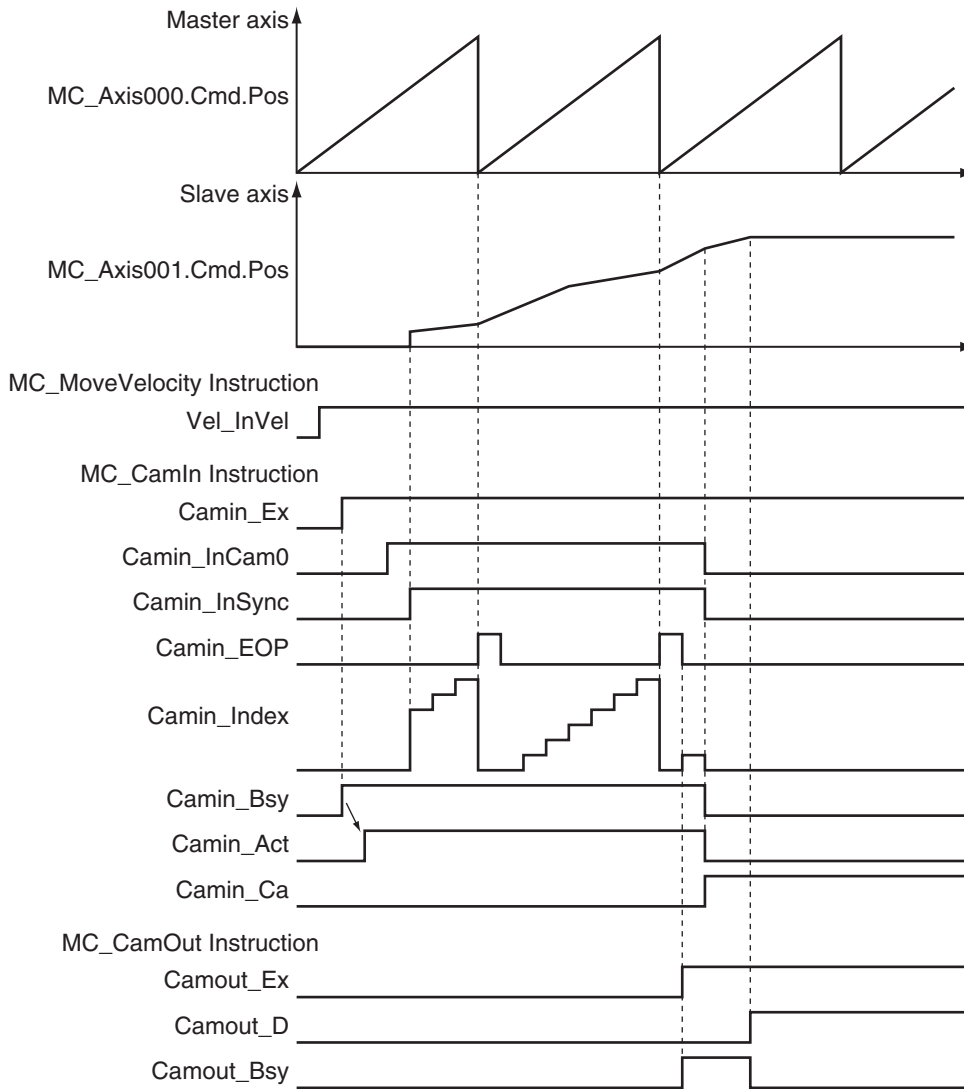 Master axis
MC_Axis000.Cmd.Pos
Slave axis
MC_Axis001.Cmd.Pos
MC_MoveVelocity Instruction
Vel_InVel
MC_CamIn Instruction
Camin_Ex
Camin_InCam0
Camin_InSync
Camin_EOP
Camin_Index
Camin_Bsy
Camin_Act
Camin_Ca
MC_CamOut Instruction
Camout_Ex
Camout_D
Camout_Bsy